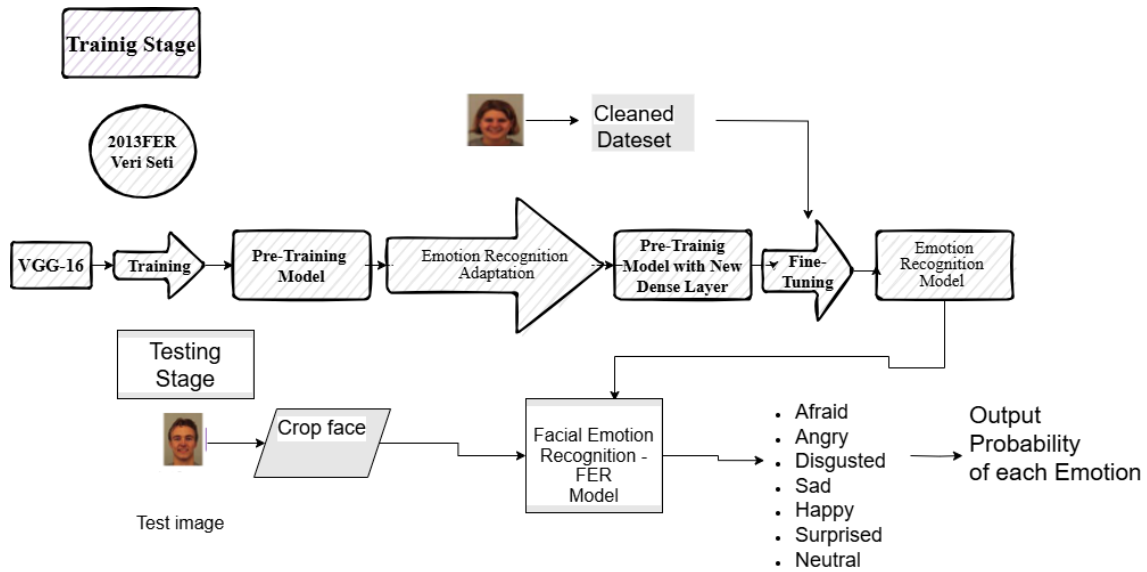 Trainig Stage
2013FER
Veri Seti
Cleaned
Dateset
VGG-16
Training
Pre-Training
Model
Emotion Recognition
Adaptation
Pre-Trainig
Model with New
Dense Layer
Fine-
Tuning
Emotion
Recognition
Model
Testing
Stage
Crop face
Test image
Facial Emotion
Recognition -
FER
Model
• Afraid
• Angry
• Disgusted
• Sad
• Happy
• Surprised
• Neutral
Output
Probability
of each Emotion